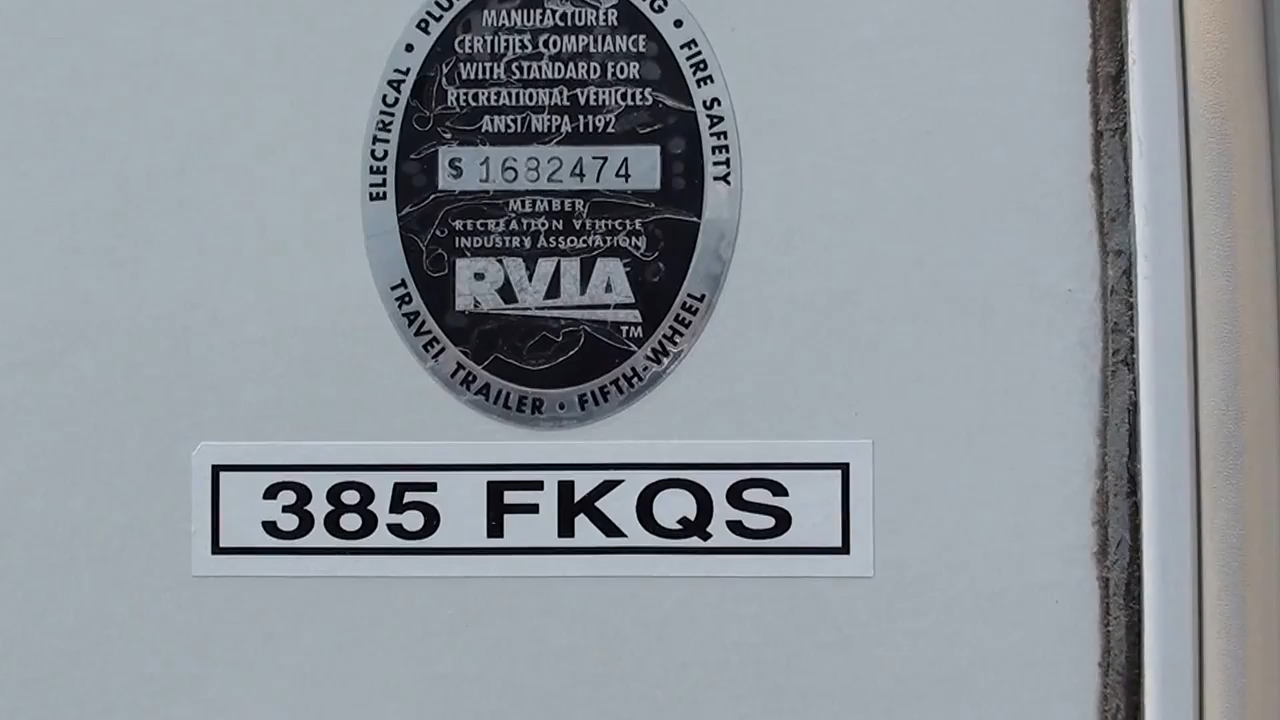 MANUFACTURER
CERTIFIES COMPLIANCE
WITH STANDARD FOR
RECREATIONAL VEHICLES
ANSI/NFPA 1192
S 1682474
MEMBER
RECREATION VEHICLE
INDUSTRY ASSOCIATION
RVIA
TM
ELECTRICAL •
• FIRE SAFETY
TRAVEL TRAILER • FIFTH-WHEEL
385 FKQS